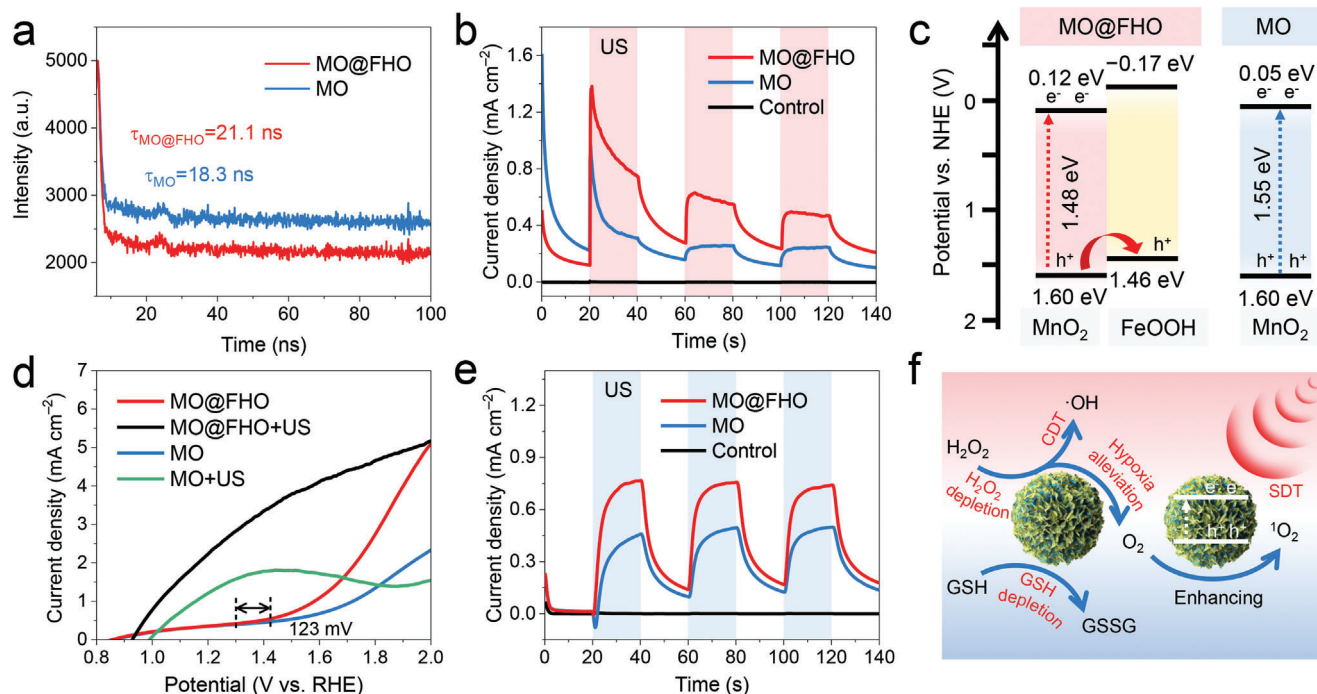 a
Intensity (a.u.)
5000
4000
3000
2000
MO@FHO
MO
τMO@FHO=21.1 ns
τMO=18.3 ns
20 40 60 80 100
Time (ns)
b
Current density (mA cm⁻²)
1.6
1.2
0.8
0.4
0.0
US
MO@FHO
MO
Control
0 20 40 60 80 100 120 140
Time (s)
c
Potential vs. NHE (V)
0
1
2
MO@FHO
MO
0.12 eV
−0.17 eV
0.05 eV
e⁻ e⁻
e⁻ e⁻
1.48 eV
1.55 eV
h⁺
h⁺
h⁺ h⁺
1.60 eV
1.46 eV
1.60 eV
MnO₂
FeOOH
MnO₂
d
Current density (mA cm⁻²)
7
6
5
4
3
2
1
0
MO@FHO
MO@FHO+US
MO
MO+US
123 mV
0.8 1.0 1.2 1.4 1.6 1.8 2.0
Potential (V vs. RHE)
e
Current density (mA cm⁻²)
1.2
0.9
0.6
0.3
0.0
US
MO@FHO
MO
Control
0 20 40 60 80 100 120 140
Time (s)
f
·OH
CDT
H₂O₂
H₂O₂
depletion
Hypoxia
alleviation
SDT
e⁻ e⁻
h⁺ h⁺
O₂
¹O₂
GSH
GSH
depletion
GSSG
Enhancing